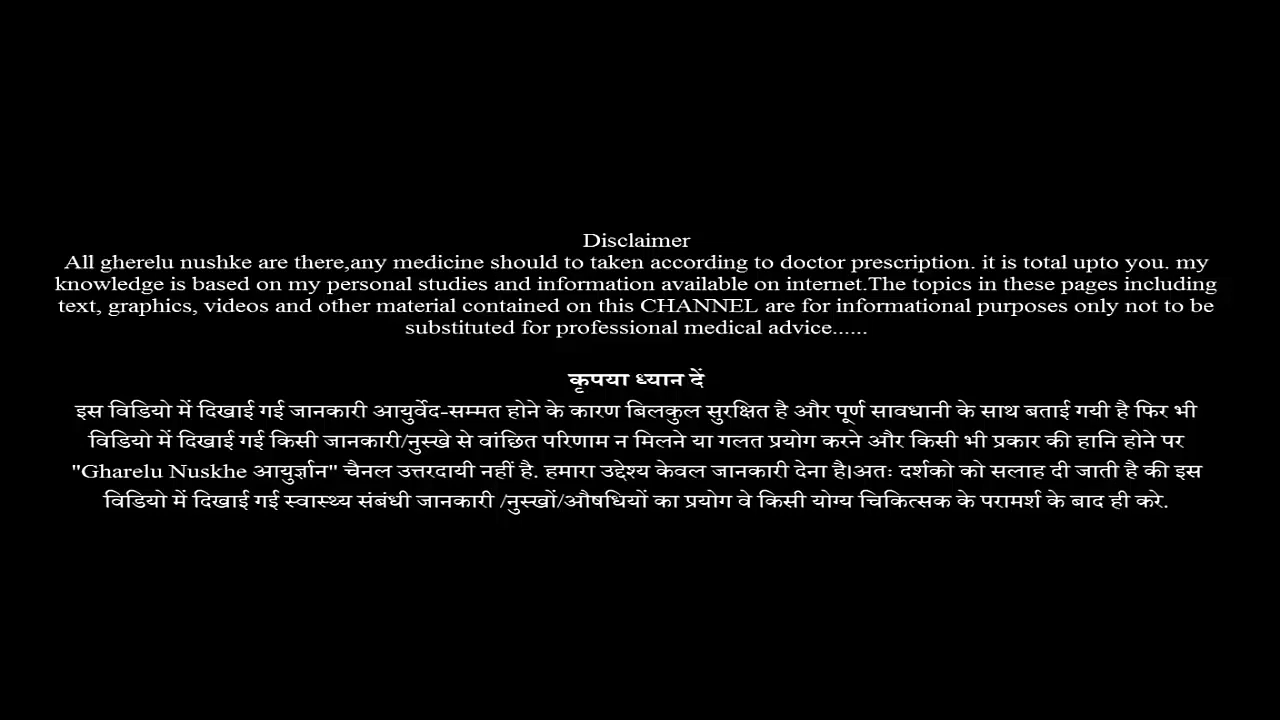 Disclaimer
All gherelu nushke are there,any medicine should to taken according to doctor prescription. it is total upto you. my
knowledge is based on my personal studies and information available on internet.The topics in these pages including
text, graphics, videos and other material contained on this CHANNEL are for informational purposes only not to be
substituted for professional medical advice......
कृपया ध्यान दें
इस विडियो में दिखाई गई जानकारी आयुर्वेद-सम्मत होने के कारण बिलकुल सुरक्षित है और पूर्ण सावधानी के साथ बताई गयी है फिर भी
विडियो में दिखाई गई किसी जानकारी/नुस्खे से वांछित परिणाम न मिलने या गलत प्रयोग करने और किसी भी प्रकार की हानि होने पर
"Gharelu Nuskhe आयुर्ज्ञान" चैनल उत्तरदायी नहीं है. हमारा उद्देश्य केवल जानकारी देना है।अतः दर्शको को सलाह दी जाती है की इस
विडियो में दिखाई गई स्वास्थ्य संबंधी जानकारी /नुस्खों/औषधियों का प्रयोग वे किसी योग्य चिकित्सक के परामर्श के बाद ही करे.